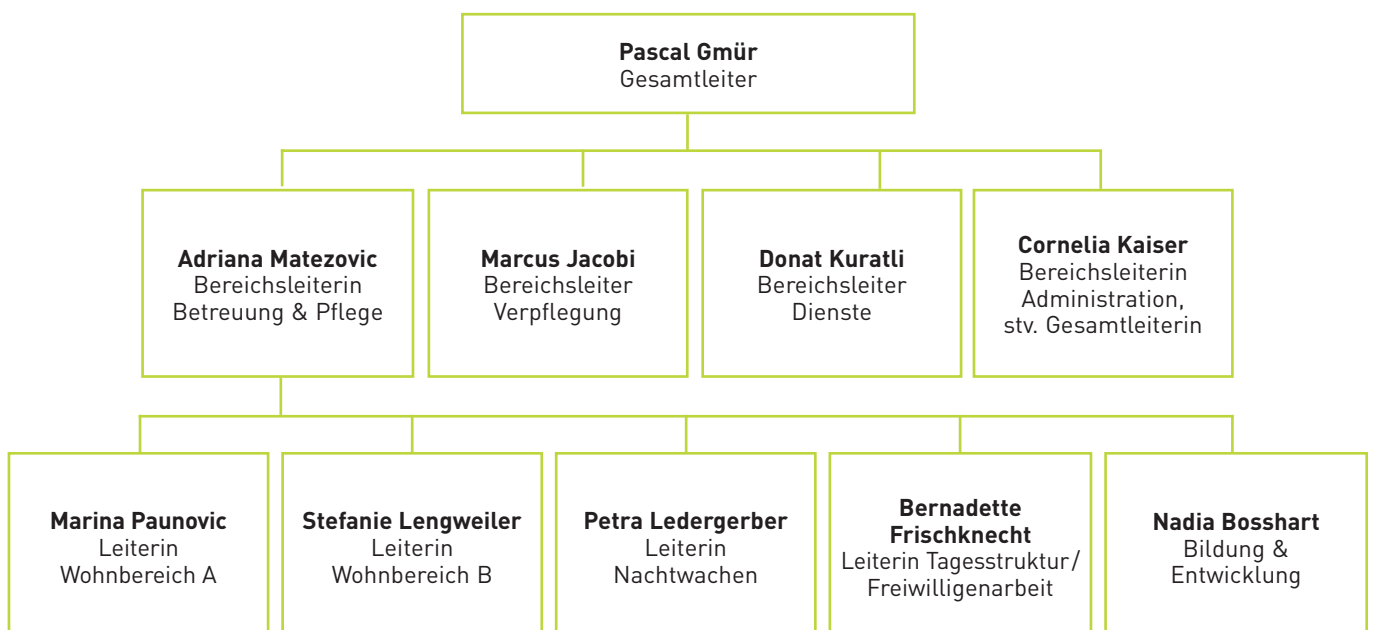 Pascal Gmür
Gesamtleiter
Adriana Matezovic
Bereichsleiterin
Betreuung & Pflege
Marcus Jacobi
Bereichsleiter
Verpflegung
Donat Kuratli
Bereichsleiter
Dienste
Cornelia Kaiser
Bereichsleiterin
Administration,
stv. Gesamtleiterin
Marina Paunovic
Leiterin
Wohnbereich A
Stefanie Lengweiler
Leiterin
Wohnbereich B
Petra Ledergerber
Leiterin
Nachtwachen
Bernadette
Frischknecht
Leiterin Tagesstruktur/
Freiwilligenarbeit
Nadia Bosshart
Bildung &
Entwicklung